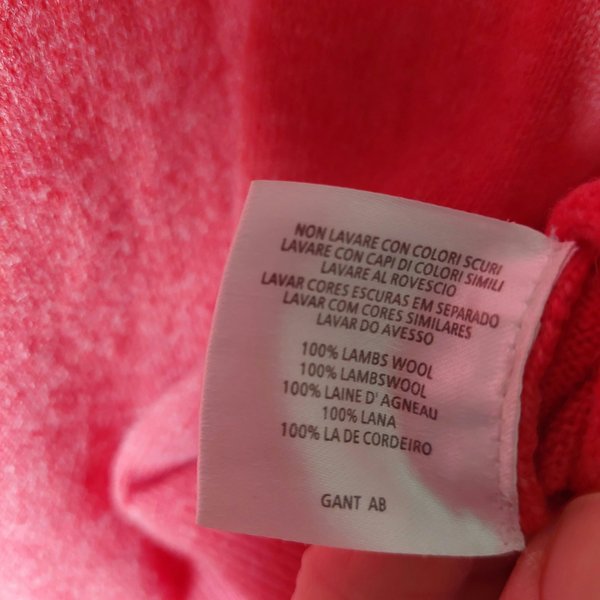 NON LAVARE CON COLORI SCURI
LAVARE CON CAPI DI COLORI SIMILI
LAVARE AL ROVESCIO
LAVAR CORES ESCURAS EM SEPARADO
LAVAR COM CORES SIMILARES
LAVAR DO AVESSO
100% LAMBS WOOL
100% LAMBSWOOL
100% LAINE D' AGNEAU
100% LANA
100% LA DE CORDEIRO
GANT AB